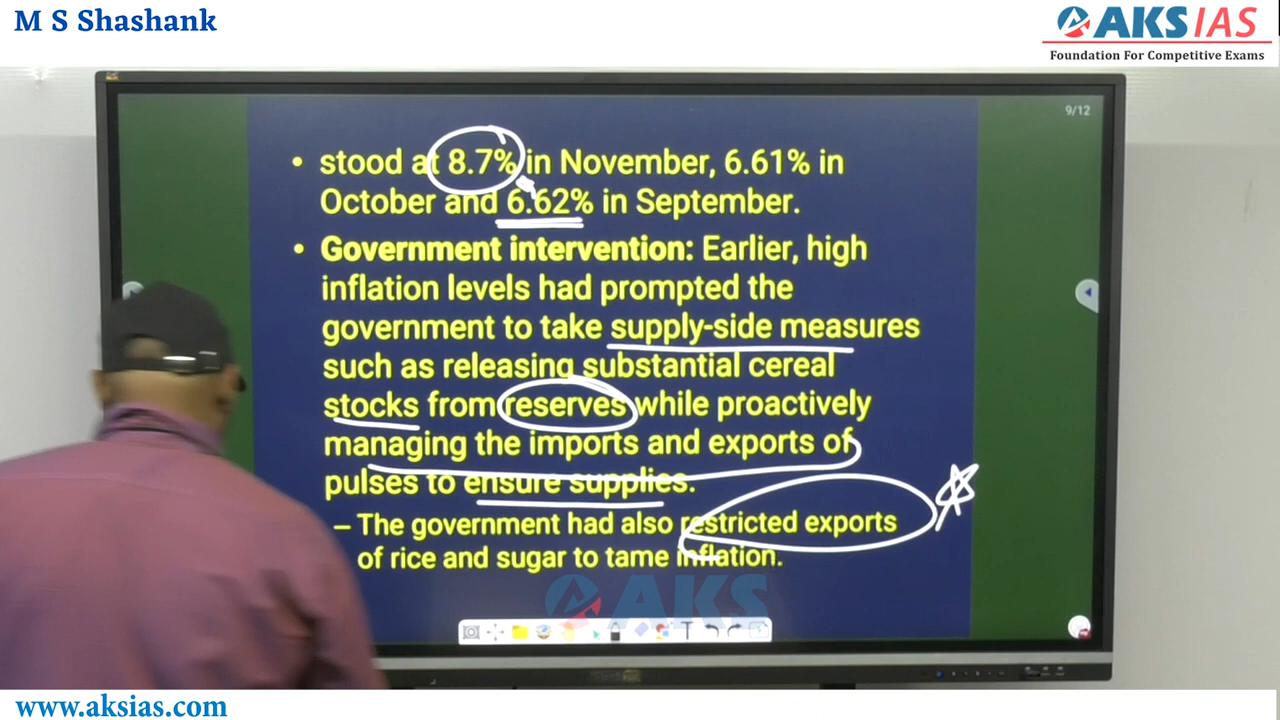 M S Shashank
AKS IAS
Foundation For Competitive Exams
9/12
• stood at 8.7% in November, 6.61% in
October and 6.62% in September.
• Government intervention: Earlier, high
inflation levels had prompted the
government to take supply-side measures
such as releasing substantial cereal
stocks from reserves while proactively
managing the imports and exports of
pulses to ensure supplies.
– The government had also restricted exports
of rice and sugar to tame inflation.
AKS
T
www.aksias.com